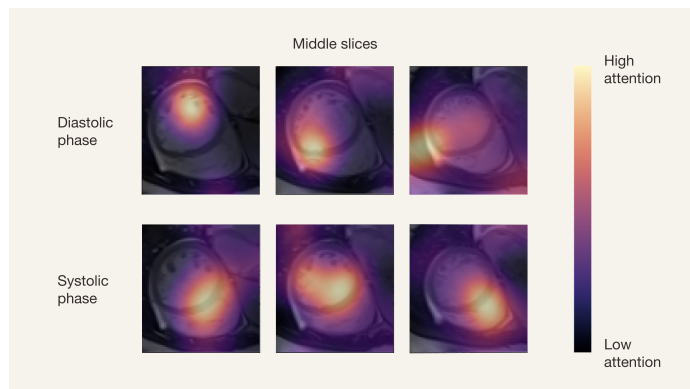 Middle slices
High
attention
Diastolic
phase
Systolic
phase
Low
attention